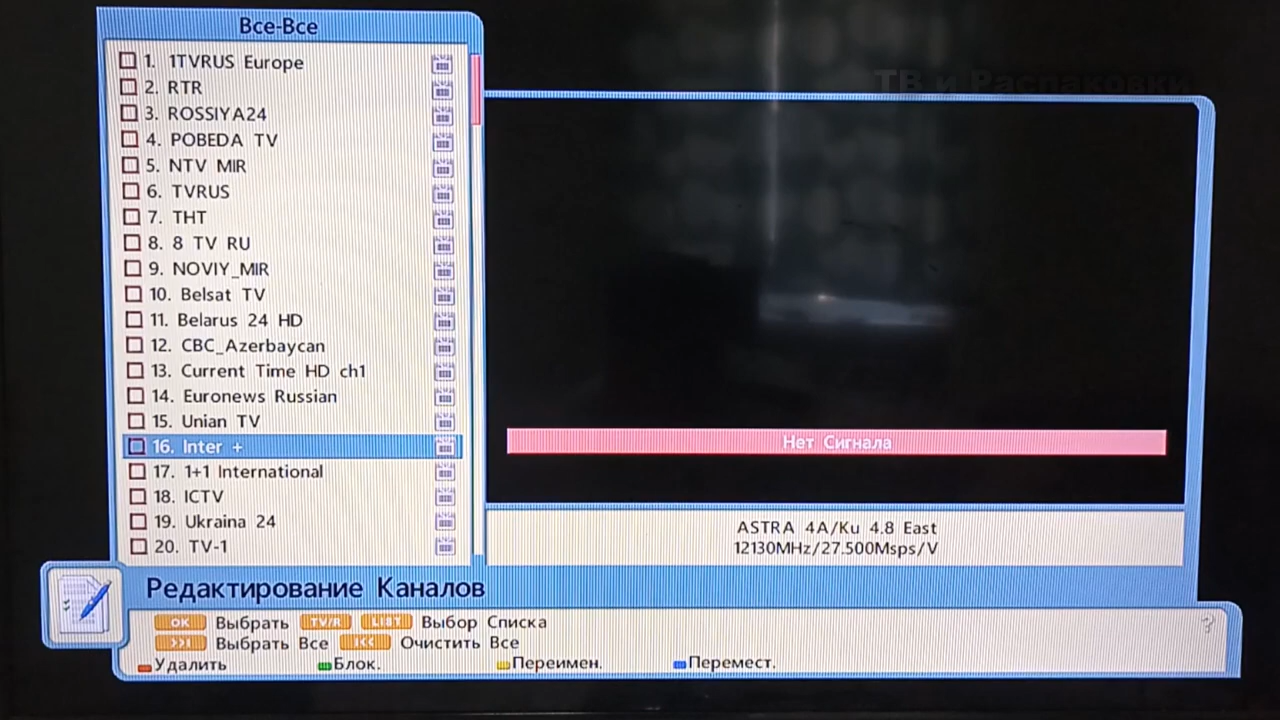 Все-Все
1. 1TVRUS Europe
2. RTR
3. ROSSIYA24
4. POBEDA TV
5. NTV MIR
6. TVRUS
7. ТНТ
8. 8 TV RU
9. NOVIY_MIR
10. Belsat TV
11. Belarus 24 HD
12. CBC_Azerbaycan
13. Current Time HD ch1
14. Euronews Russian
15. Unian TV
16. Inter +
17. 1+1 International
18. ICTV
19. Ukraina 24
20. TV-1
ТВ и Распаковки
Нет Сигнала
ASTRA 4A/Ku 4.8 East
12130MHz/27.500Msps/V
Редактирование Каналов
OK Выбрать TV/R LIST Выбор Списка
>>I Выбрать Все I<< Очистить Все
Удалить Блок. Переимен. Перемест.
?